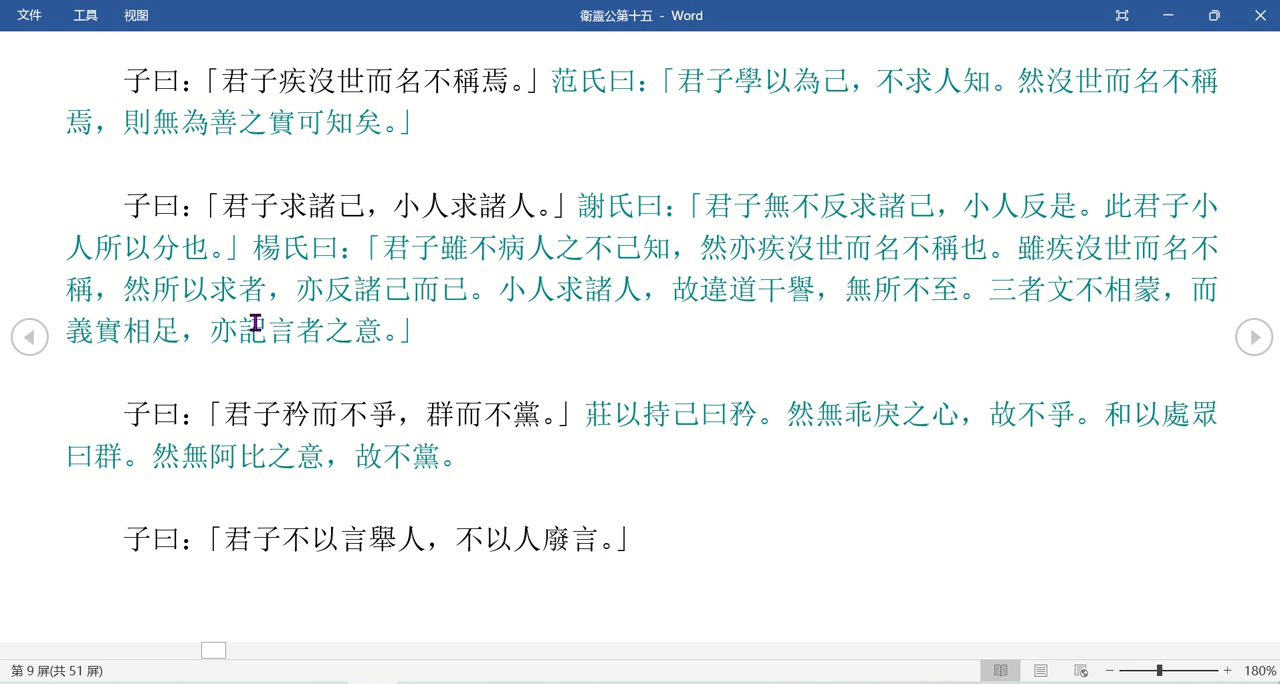 文件 工具 视图 衛靈公第十五 - Word
子曰：「君子疾沒世而名不稱焉。」范氏曰：「君子學以為己，不求人知。然沒世而名不稱
焉，則無為善之實可知矣。」
子曰：「君子求諸己，小人求諸人。」謝氏曰：「君子無不反求諸己，小人反是。此君子小
人所以分也。」楊氏曰：「君子雖不病人之不己知，然亦疾沒世而名不稱也。雖疾沒世而名不
稱，然所以求者，亦反諸己而已。小人求諸人，故違道干譽，無所不至。三者文不相蒙，而
義實相足，亦記言者之意。」
子曰：「君子矜而不爭，群而不黨。」莊以持己曰矜。然無乖戾之心，故不爭。和以處眾
曰群。然無阿比之意，故不黨。
子曰：「君子不以言舉人，不以人廢言。」
第 9 屏(共 51 屏) 180%